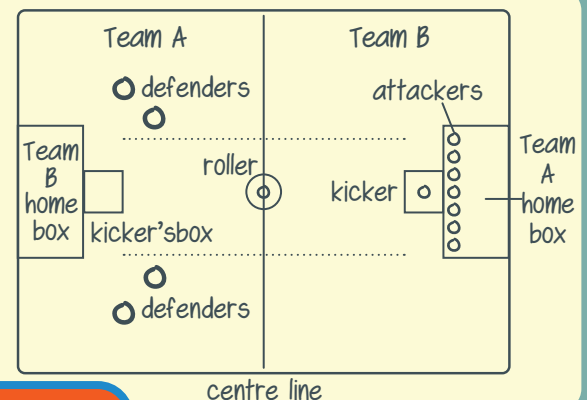 Team A
Team B
defenders
attackers
Team
B
home
box
roller
kicker
Team
A
home
box
kicker'sbox
defenders
centre line